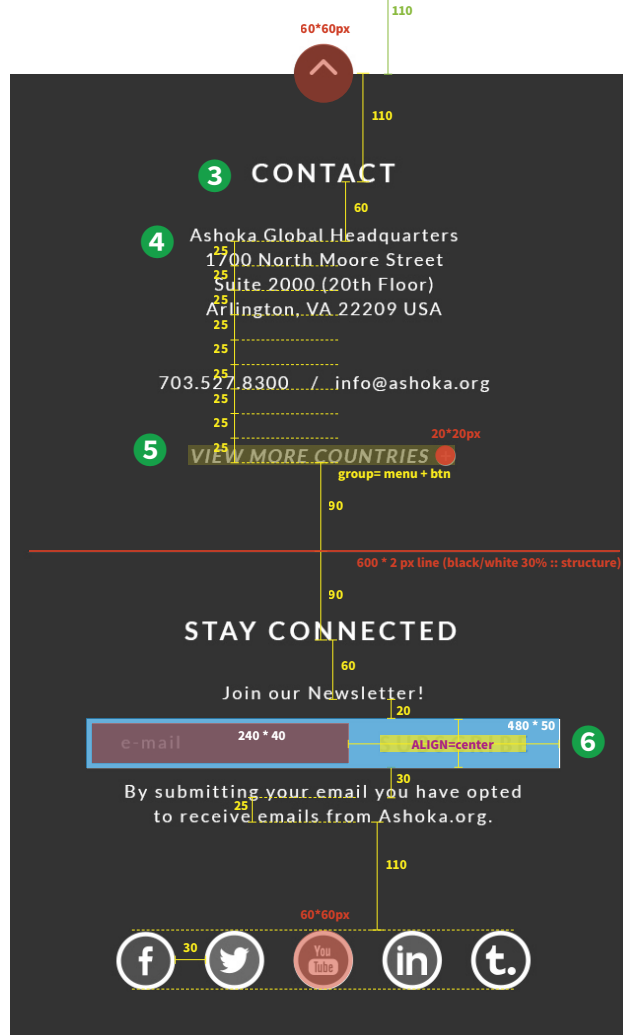 110
60*60px
110
3 CONTACT
60
4 Ashoka Global Headquarters
25
1700 North Moore Street
25
Suite 2000 (20th Floor)
25
Arlington, VA 22209 USA
25
25
25
703.527.8300 / info@ashoka.org
25
25
20*20px
5 VIEW MORE COUNTRIES
25
group= menu + btn
90
600 * 2 px line (black/white 30% :: structure)
90
STAY CONNECTED
60
Join our Newsletter!
20
480 * 50
e-mail 240 * 40 ALIGN=center 6
30
By submitting your email you have opted
25
to receive emails from Ashoka.org.
110
60*60px
30
f You Tube in t.